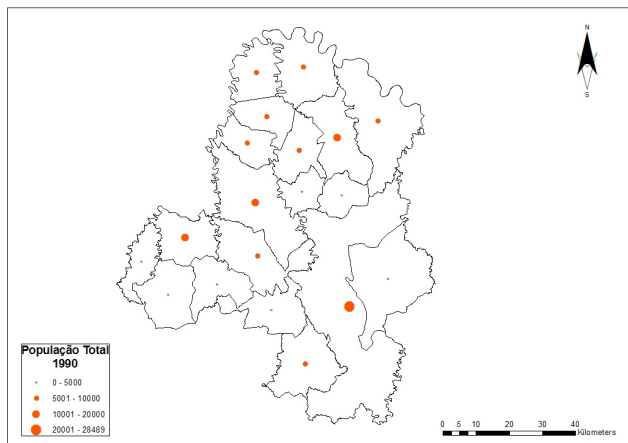 N
S
População Total
1990
0 - 5000
5001 - 10000
10001 - 20000
20001 - 28489
0 5 10 20 30 40
Kilometers